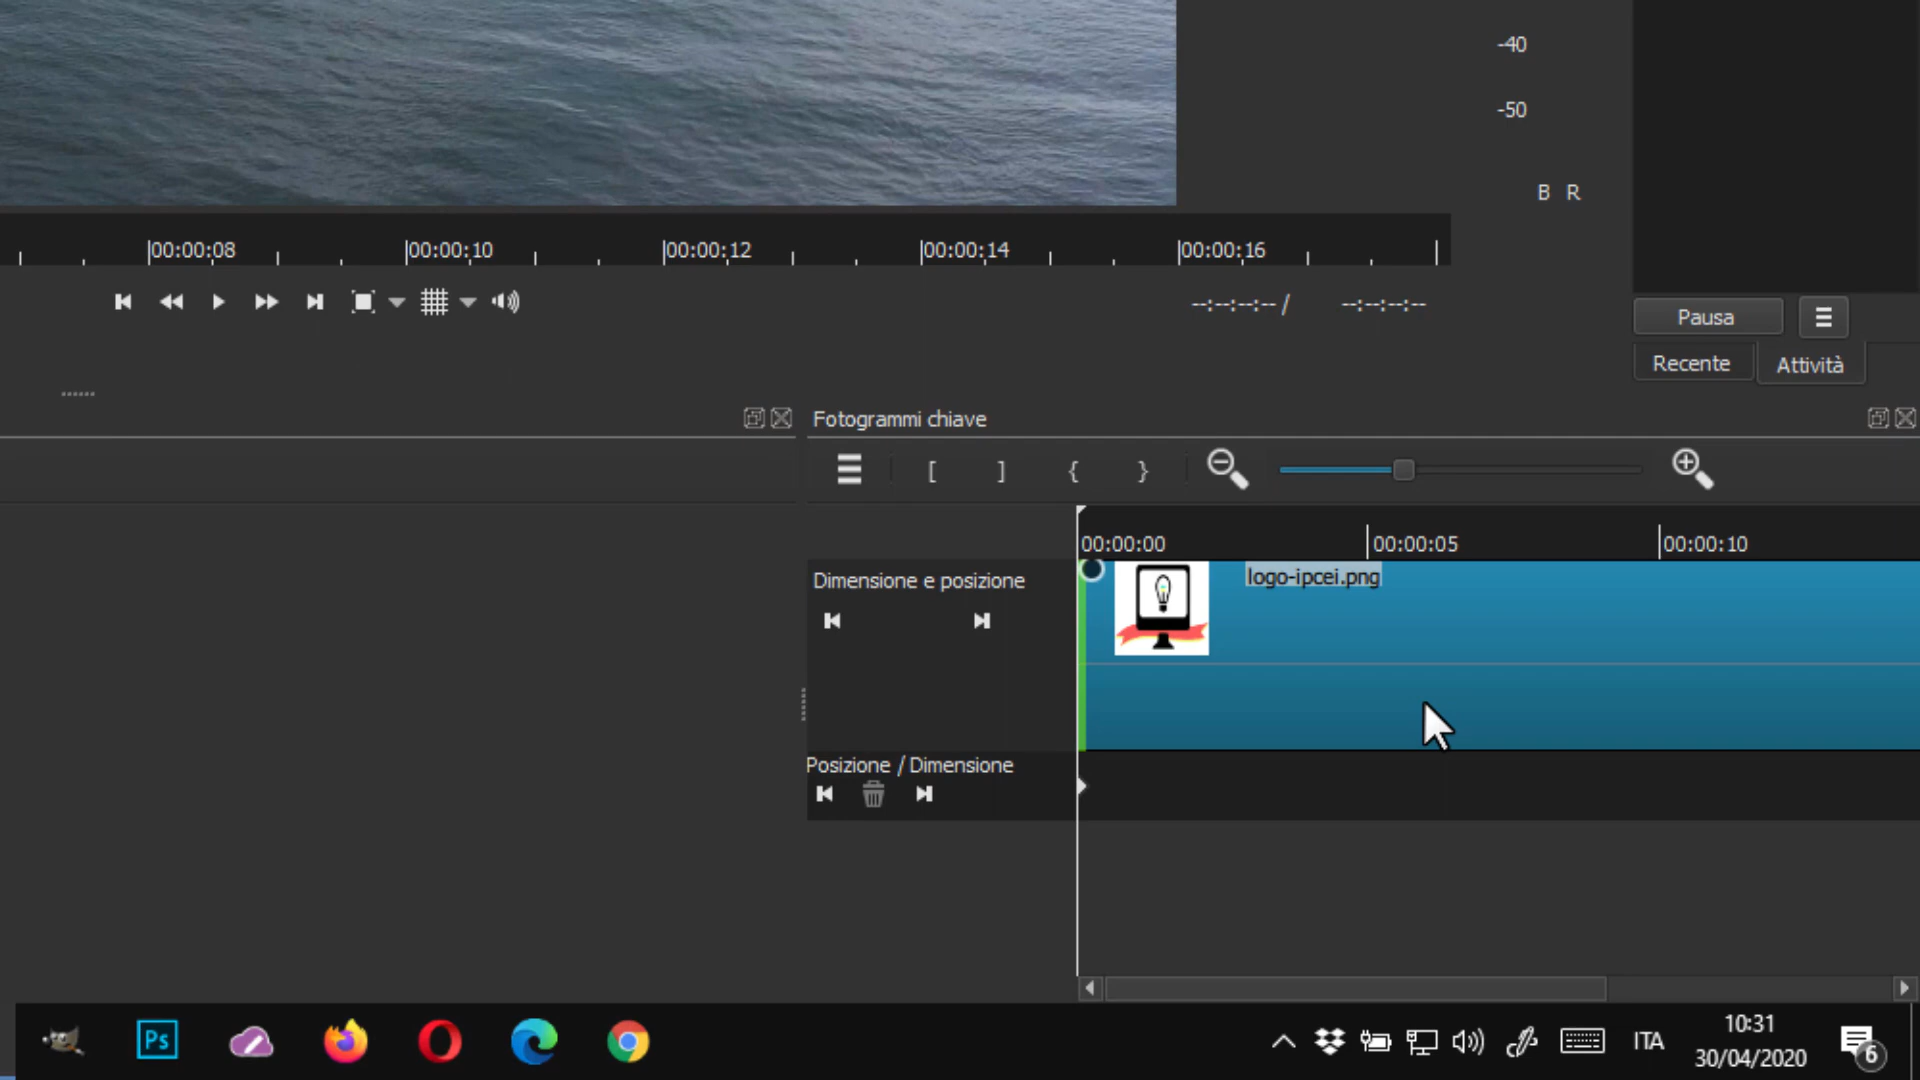 -40
-50
B R
00:00:08
00:00:10
00:00:12
00:00:14
00:00:16
--:--:--:-- / --:--:--:--
Pausa
Recente
Attività
Fotogrammi chiave
[ ] { }
00:00:00
00:00:05
00:00:10
Dimensione e posizione
logo-ipcei.png
Posizione / Dimensione
Ps
ITA
10:31
30/04/2020
6